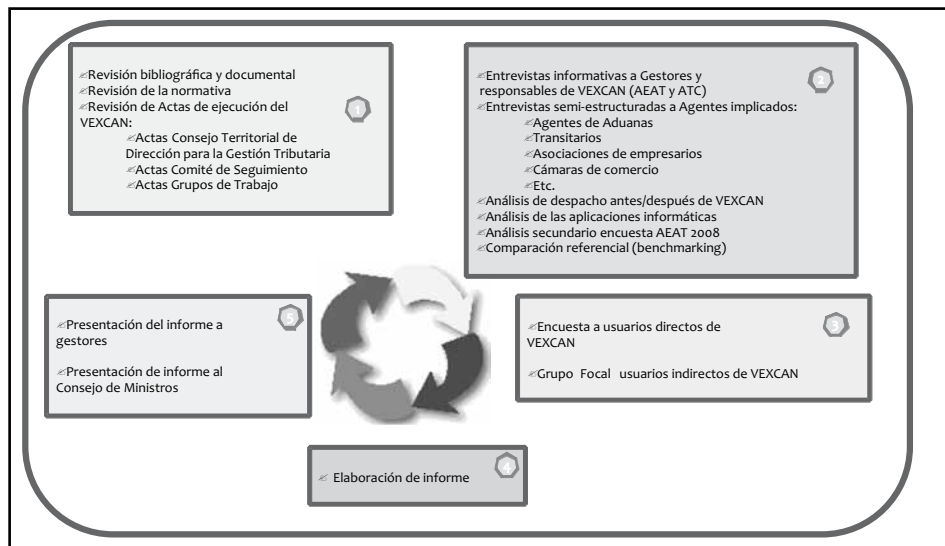 Revisión bibliográfica y documental
Revisión de la normativa
Revisión de Actas de ejecución del
VEXCAN:
Actas Consejo Territorial de
Dirección para la Gestión Tributaria
Actas Comité de Seguimiento
Actas Grupos de Trabajo
1
Entrevistas informativas a Gestores y
responsables de VEXCAN (AEAT y ATC)
Entrevistas semi-estructuradas a Agentes implicados:
Agentes de Aduanas
Transitarios
Asociaciones de empresarios
Cámaras de comercio
Etc.
Análisis de despacho antes/después de VEXCAN
Análisis de las aplicaciones informáticas
Análisis secundario encuesta AEAT 2008
Comparación referencial (benchmarking)
2
Encuesta a usuarios directos de
VEXCAN
Grupo Focal usuarios indirectos de VEXCAN
3
Elaboración de informe
4
Presentación del informe a
gestores
Presentación de informe al
Consejo de Ministros
5